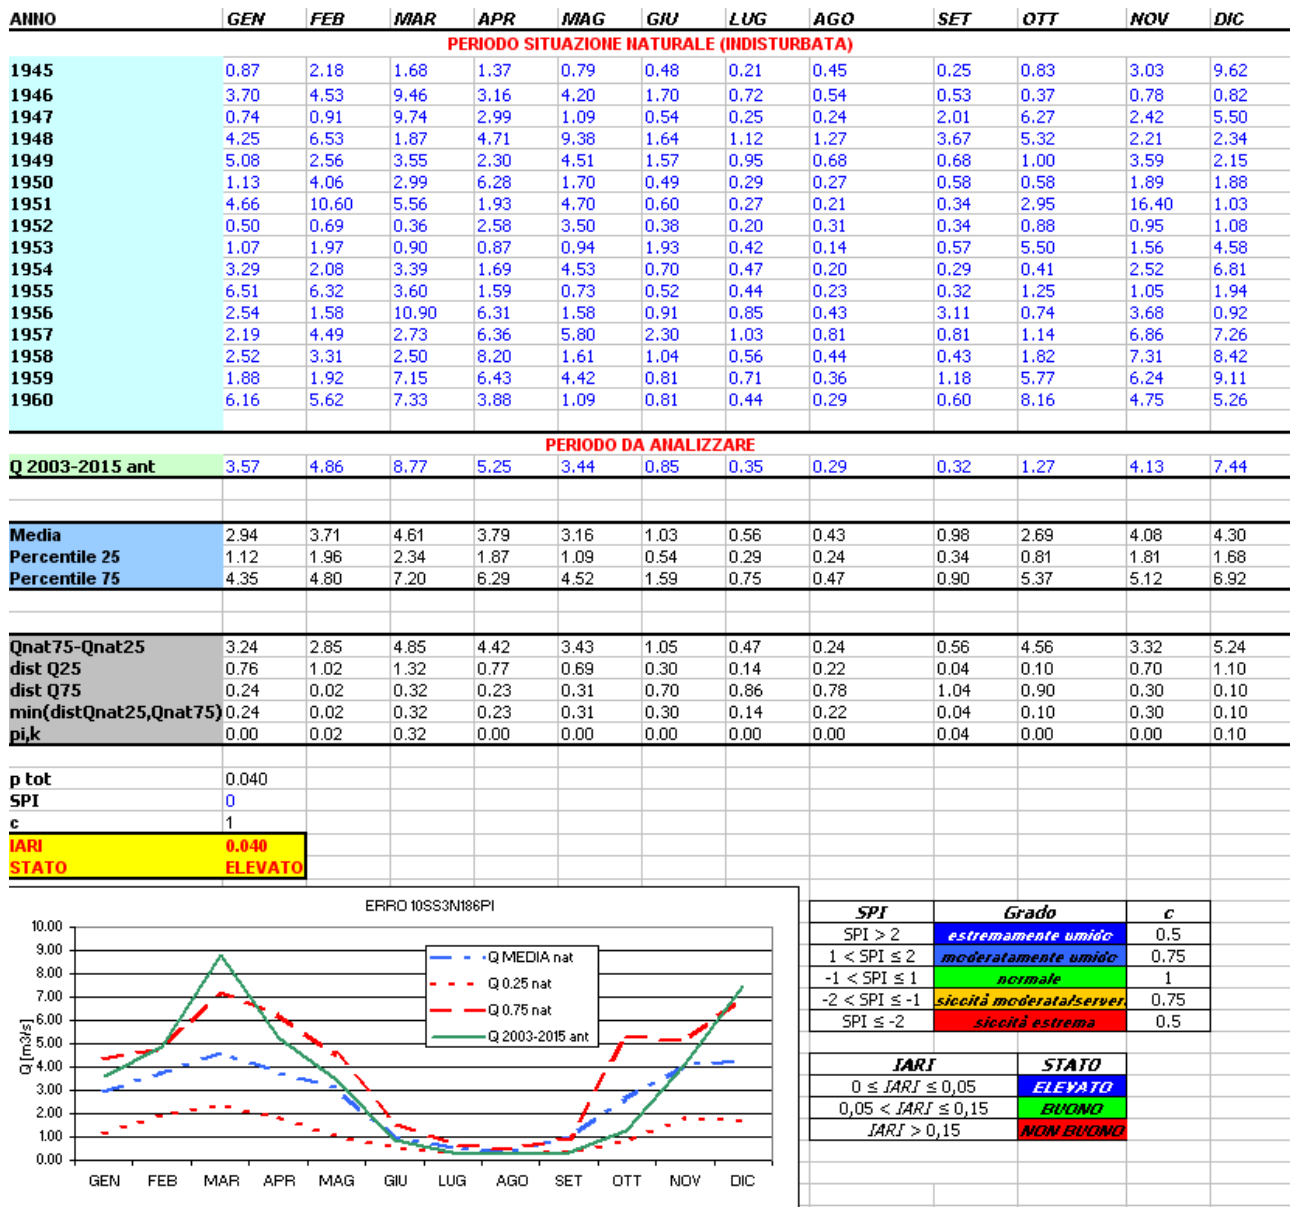 ANNO GEN FEB MAR APR MAG GIU LUG AGO SET OTT NOV DIC
PERIODO SITUAZIONE NATURALE (INDISTURBATA)
1945 0.87 2.18 1.68 1.37 0.79 0.48 0.21 0.45 0.25 0.83 3.03 9.62
1946 3.70 4.53 9.46 3.16 4.20 1.70 0.72 0.54 0.53 0.37 0.78 0.82
1947 0.74 0.91 9.74 2.99 1.09 0.54 0.25 0.24 2.01 6.27 2.42 5.50
1948 4.25 6.53 1.87 4.71 9.38 1.64 1.12 1.27 3.67 5.32 2.21 2.34
1949 5.08 2.56 3.55 2.30 4.51 1.57 0.95 0.68 0.68 1.00 3.59 2.15
1950 1.13 4.06 2.99 6.28 1.70 0.49 0.29 0.27 0.58 0.58 1.89 1.88
1951 4.66 10.60 5.56 1.93 4.70 0.60 0.27 0.21 0.34 2.95 16.40 1.03
1952 0.50 0.69 0.36 2.58 3.50 0.38 0.20 0.31 0.34 0.88 0.95 1.08
1953 1.07 1.97 0.90 0.87 0.94 1.93 0.42 0.14 0.57 5.50 1.56 4.58
1954 3.29 2.08 3.39 1.69 4.53 0.70 0.47 0.20 0.29 0.41 2.52 6.81
1955 6.51 6.32 3.60 1.59 0.73 0.52 0.44 0.23 0.32 1.25 1.05 1.94
1956 2.54 1.58 10.90 6.31 1.58 0.91 0.85 0.43 3.11 0.74 3.68 0.92
1957 2.19 4.49 2.73 6.36 5.80 2.30 1.03 0.81 0.81 1.14 6.86 7.26
1958 2.52 3.31 2.50 8.20 1.61 1.04 0.56 0.44 0.43 1.82 7.31 8.42
1959 1.88 1.92 7.15 6.43 4.42 0.81 0.71 0.36 1.18 5.77 6.24 9.11
1960 6.16 5.62 7.33 3.88 1.09 0.81 0.44 0.29 0.60 8.16 4.75 5.26
PERIODO DA ANALIZZARE
Q 2003-2015 ant 3.57 4.86 8.77 5.25 3.44 0.85 0.35 0.29 0.32 1.27 4.13 7.44
Media 2.94 3.71 4.61 3.79 3.16 1.03 0.56 0.43 0.98 2.69 4.08 4.30
Percentile 25 1.12 1.96 2.34 1.87 1.09 0.54 0.29 0.24 0.34 0.81 1.81 1.68
Percentile 75 4.35 4.80 7.20 6.29 4.52 1.59 0.75 0.47 0.90 5.37 5.12 6.92
Qnat75-Qnat25 3.24 2.85 4.85 4.42 3.43 1.05 0.47 0.24 0.56 4.56 3.32 5.24
dist Q25 0.76 1.02 1.32 0.77 0.69 0.30 0.14 0.22 0.04 0.10 0.70 1.10
dist Q75 0.24 0.02 0.32 0.23 0.31 0.70 0.86 0.78 1.04 0.90 0.30 0.10
min(distQnat25,Qnat75) 0.24 0.02 0.32 0.23 0.31 0.30 0.14 0.22 0.04 0.10 0.30 0.10
pi,k 0.00 0.02 0.32 0.00 0.00 0.00 0.00 0.00 0.04 0.00 0.00 0.10
p tot 0.040
SPI 0
c 1
IARI 0.040
STATO ELEVATO
ERRO10SS3N186PI
Q [m3/s]
10.00
9.00
8.00
7.00
6.00
5.00
4.00
3.00
2.00
1.00
0.00
Q MEDIA nat
Q 0.25 nat
Q 0.75 nat
Q 2003-2015 ant
GEN FEB MAR APR MAG GIU LUG AGO SET OTT NOV DIC
SPI Grado c
SPI > 2 estremamente umido 0.5
1 < SPI ≤ 2 moderatamente umido 0.75
-1 < SPI ≤ 1 normale 1
-2 < SPI ≤ -1 siccità moderata/server. 0.75
SPI ≤ -2 siccità estrema 0.5
IARI STATO
0 ≤ IARI ≤ 0,05 ELEVATO
0,05 < IARI ≤ 0,15 BUONO
IARI > 0,15 NON BUONO